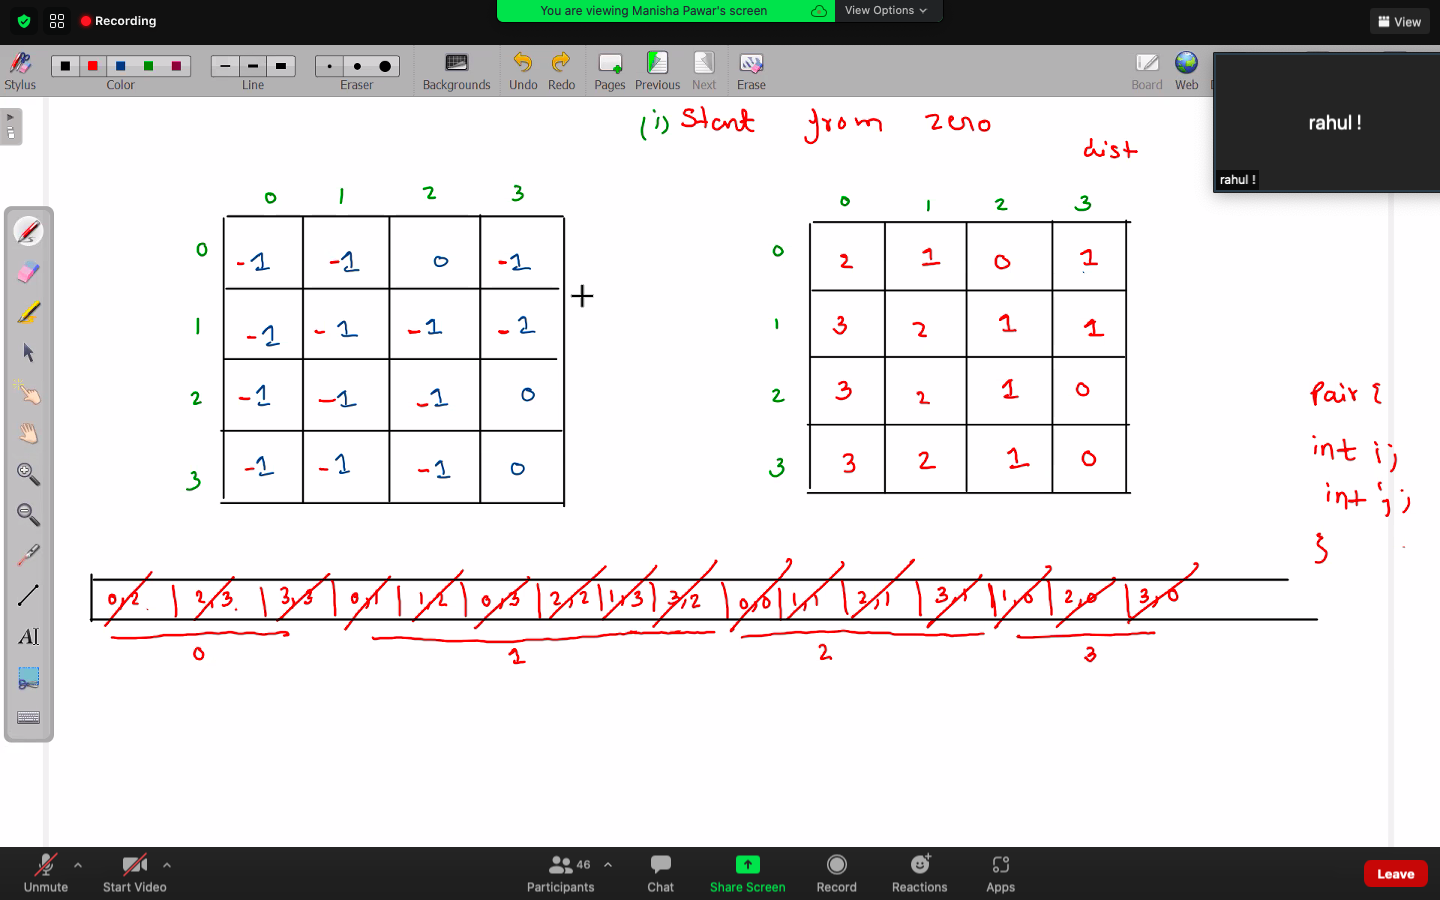 You are viewing Manisha Pawar's screen
View Options
Recording
View
Stylus
Color
Line
Eraser
Backgrounds
Undo
Redo
Pages
Previous
Next
Erase
Board
Web
rahul !
rahul !
(i) Start from zero
dist
0 1 2 3
0 -1 -1 0 -1
1 -1 -1 -1 -1
2 -1 -1 -1 0
3 -1 -1 -1 0
0 1 2 3
0 2 1 0 1
1 3 2 1 1
2 3 2 1 0
3 3 2 1 0
Pair {
int i;
int j;
}
0,2 | 2,3 | 3,3 | 0,1 | 1,2 | 0,3 | 2,2 | 1,3 | 3,2 | 0,0 | 1,1 | 2,1 | 3,1 | 1,0 | 2,0 | 3,0
0 1 2 3
AI
Unmute
Start Video
46
Participants
Chat
Share Screen
Record
Reactions
Apps
Leave